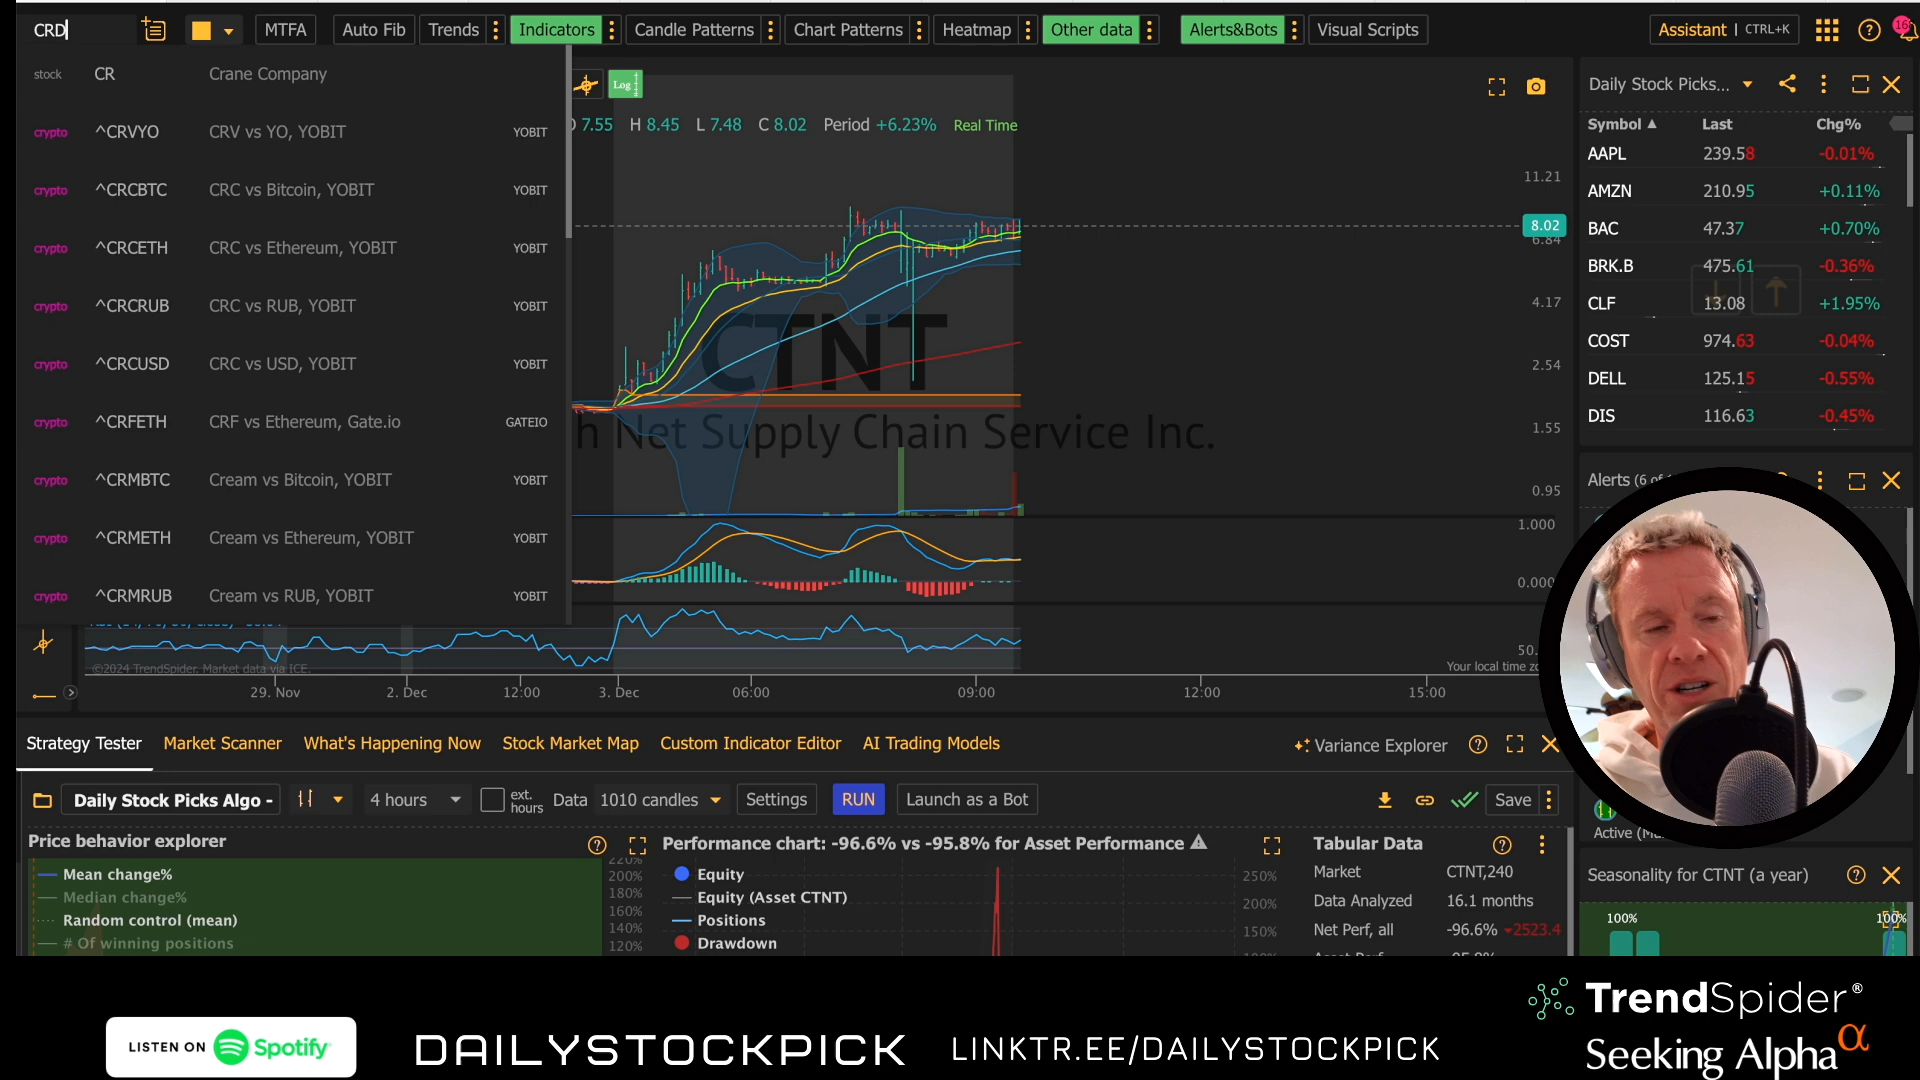 CRD
MTFA
Auto Fib
Trends
Indicators
Candle Patterns
Chart Patterns
Heatmap
Other data
Alerts&Bots
Visual Scripts
Assistant | CTRL+K
16
stock CR Crane Company
crypto ^CRVYO CRV vs YO, YOBIT YOBIT
crypto ^CRCBTC CRC vs Bitcoin, YOBIT YOBIT
crypto ^CRCETH CRC vs Ethereum, YOBIT YOBIT
crypto ^CRCRUB CRC vs RUB, YOBIT YOBIT
crypto ^CRCUSD CRC vs USD, YOBIT YOBIT
crypto ^CRFETH CRF vs Ethereum, Gate.io GATEIO
crypto ^CRMBTC Cream vs Bitcoin, YOBIT YOBIT
crypto ^CRMETH Cream vs Ethereum, YOBIT YOBIT
crypto ^CRMRUB Cream vs RUB, YOBIT YOBIT
Log
7.55 H 8.45 L 7.48 C 8.02 Period +6.23% Real Time
11.21
8.02
6.84
4.17
2.54
1.55
0.95
1.000
0.000
50.
CTNT
h Net Supply Chain Service Inc.
©2024 TrendSpider. Market data via ICE.
Your local time zo
29. Nov 2. Dec 12:00 3. Dec 06:00 09:00 12:00 15:00
Daily Stock Picks...
Symbol ▲ Last Chg%
AAPL 239.58 -0.01%
AMZN 210.95 +0.11%
BAC 47.37 +0.70%
BRK.B 475.61 -0.36%
CLF 13.08 +1.95%
COST 974.63 -0.04%
DELL 125.15 -0.55%
DIS 116.63 -0.45%
Alerts (6 of
Active (M
Seasonality for CTNT (a year)
100% 100%
Strategy Tester Market Scanner What's Happening Now Stock Market Map Custom Indicator Editor AI Trading Models
Variance Explorer
Daily Stock Picks Algo -
4 hours
ext. hours
Data 1010 candles
Settings
RUN
Launch as a Bot
Save
Price behavior explorer
Mean change%
Median change%
Random control (mean)
# Of winning positions
220%
200%
180%
160%
140%
120%
Performance chart: -96.6% vs -95.8% for Asset Performance
Equity
Equity (Asset CTNT)
Positions
Drawdown
250%
200%
150%
Tabular Data
Market CTNT,240
Data Analyzed 16.1 months
Net Perf, all -96.6% ▾2523.4
LISTEN ON Spotify
DAILYSTOCKPICK
LINKTR.EE/DAILYSTOCKPICK
TrendSpider®
Seeking Alpha α